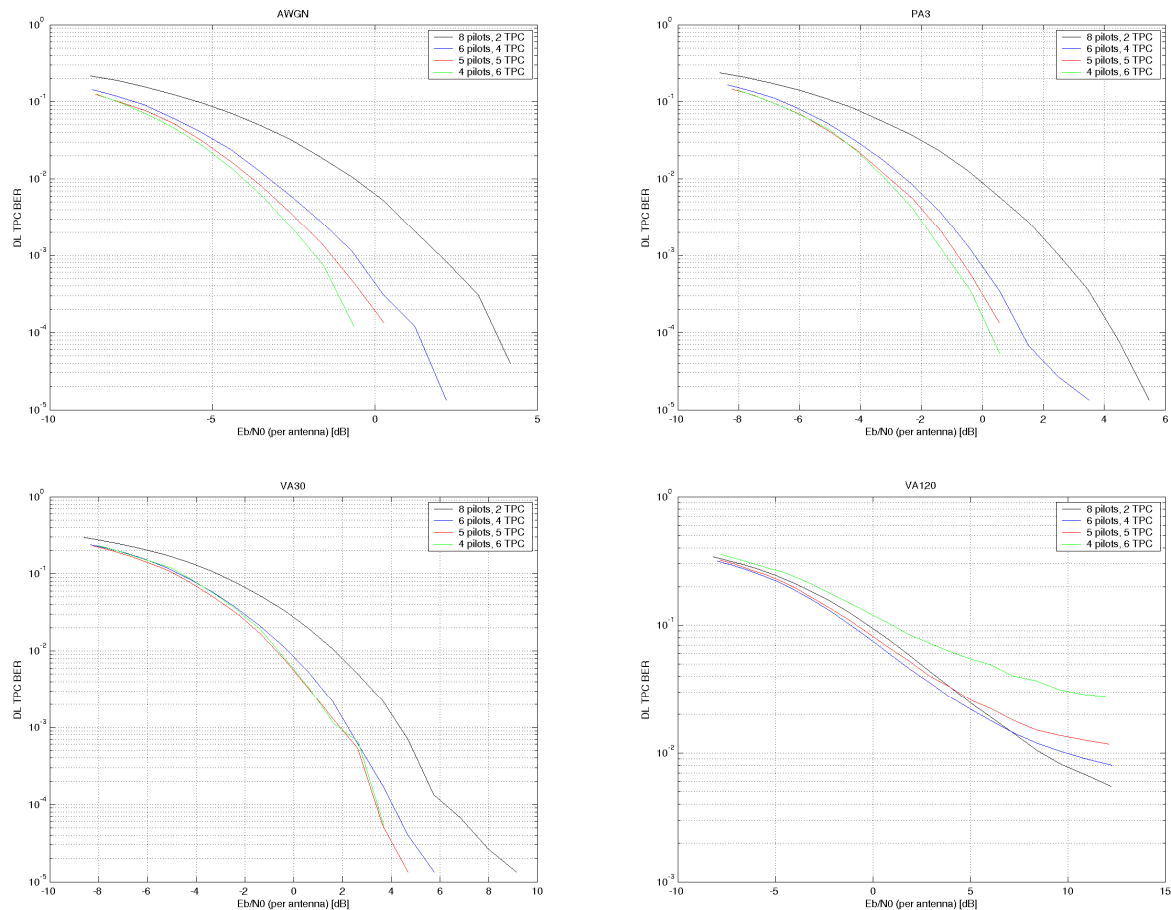 AWGN
10^0
10^-1
10^-2
10^-3
10^-4
10^-5
DL TPC BER
8 pilots, 2 TPC
6 pilots, 4 TPC
5 pilots, 5 TPC
4 pilots, 6 TPC
-10 -5 0 5
Eb/N0 (per antenna) [dB]
PA3
10^0
10^-1
10^-2
10^-3
10^-4
10^-5
DL TPC BER
8 pilots, 2 TPC
6 pilots, 4 TPC
5 pilots, 5 TPC
4 pilots, 6 TPC
-10 -8 -6 -4 -2 0 2 4 6
Eb/N0 (per antenna) [dB]
VA30
10^0
10^-1
10^-2
10^-3
10^-4
10^-5
DL TPC BER
8 pilots, 2 TPC
6 pilots, 4 TPC
5 pilots, 5 TPC
4 pilots, 6 TPC
-10 -8 -6 -4 -2 0 2 4 6 8 10
Eb/N0 (per antenna) [dB]
VA120
10^0
10^-1
10^-2
10^-3
DL TPC BER
8 pilots, 2 TPC
6 pilots, 4 TPC
5 pilots, 5 TPC
4 pilots, 6 TPC
-10 -5 0 5 10 15
Eb/N0 (per antenna) [dB]